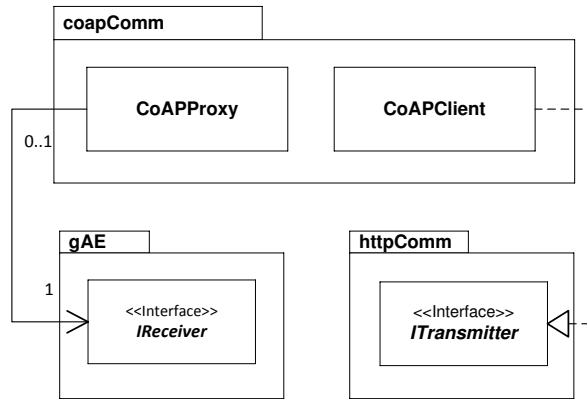 coapComm
CoAPProxy
CoAPClient
0..1
gAE
httpComm
1
<<Interface>>
IReceiver
<<Interface>>
ITransmitter